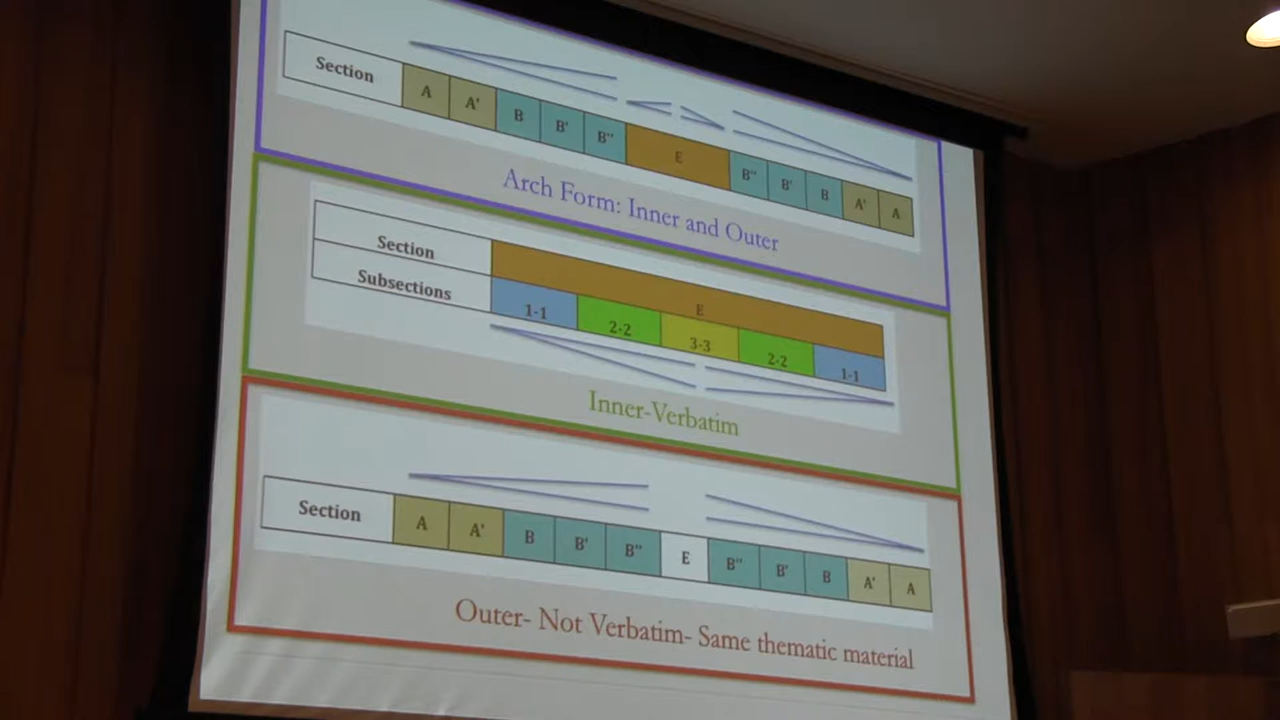 Section A A' B B' B" E B" B' B A' A
Arch Form: Inner and Outer
Section E
Subsections 1-1 2-2 3-3 2-2 1-1
Inner-Verbatim
Section A A' B B' B" E B" B' B A' A
Outer- Not Verbatim- Same thematic material